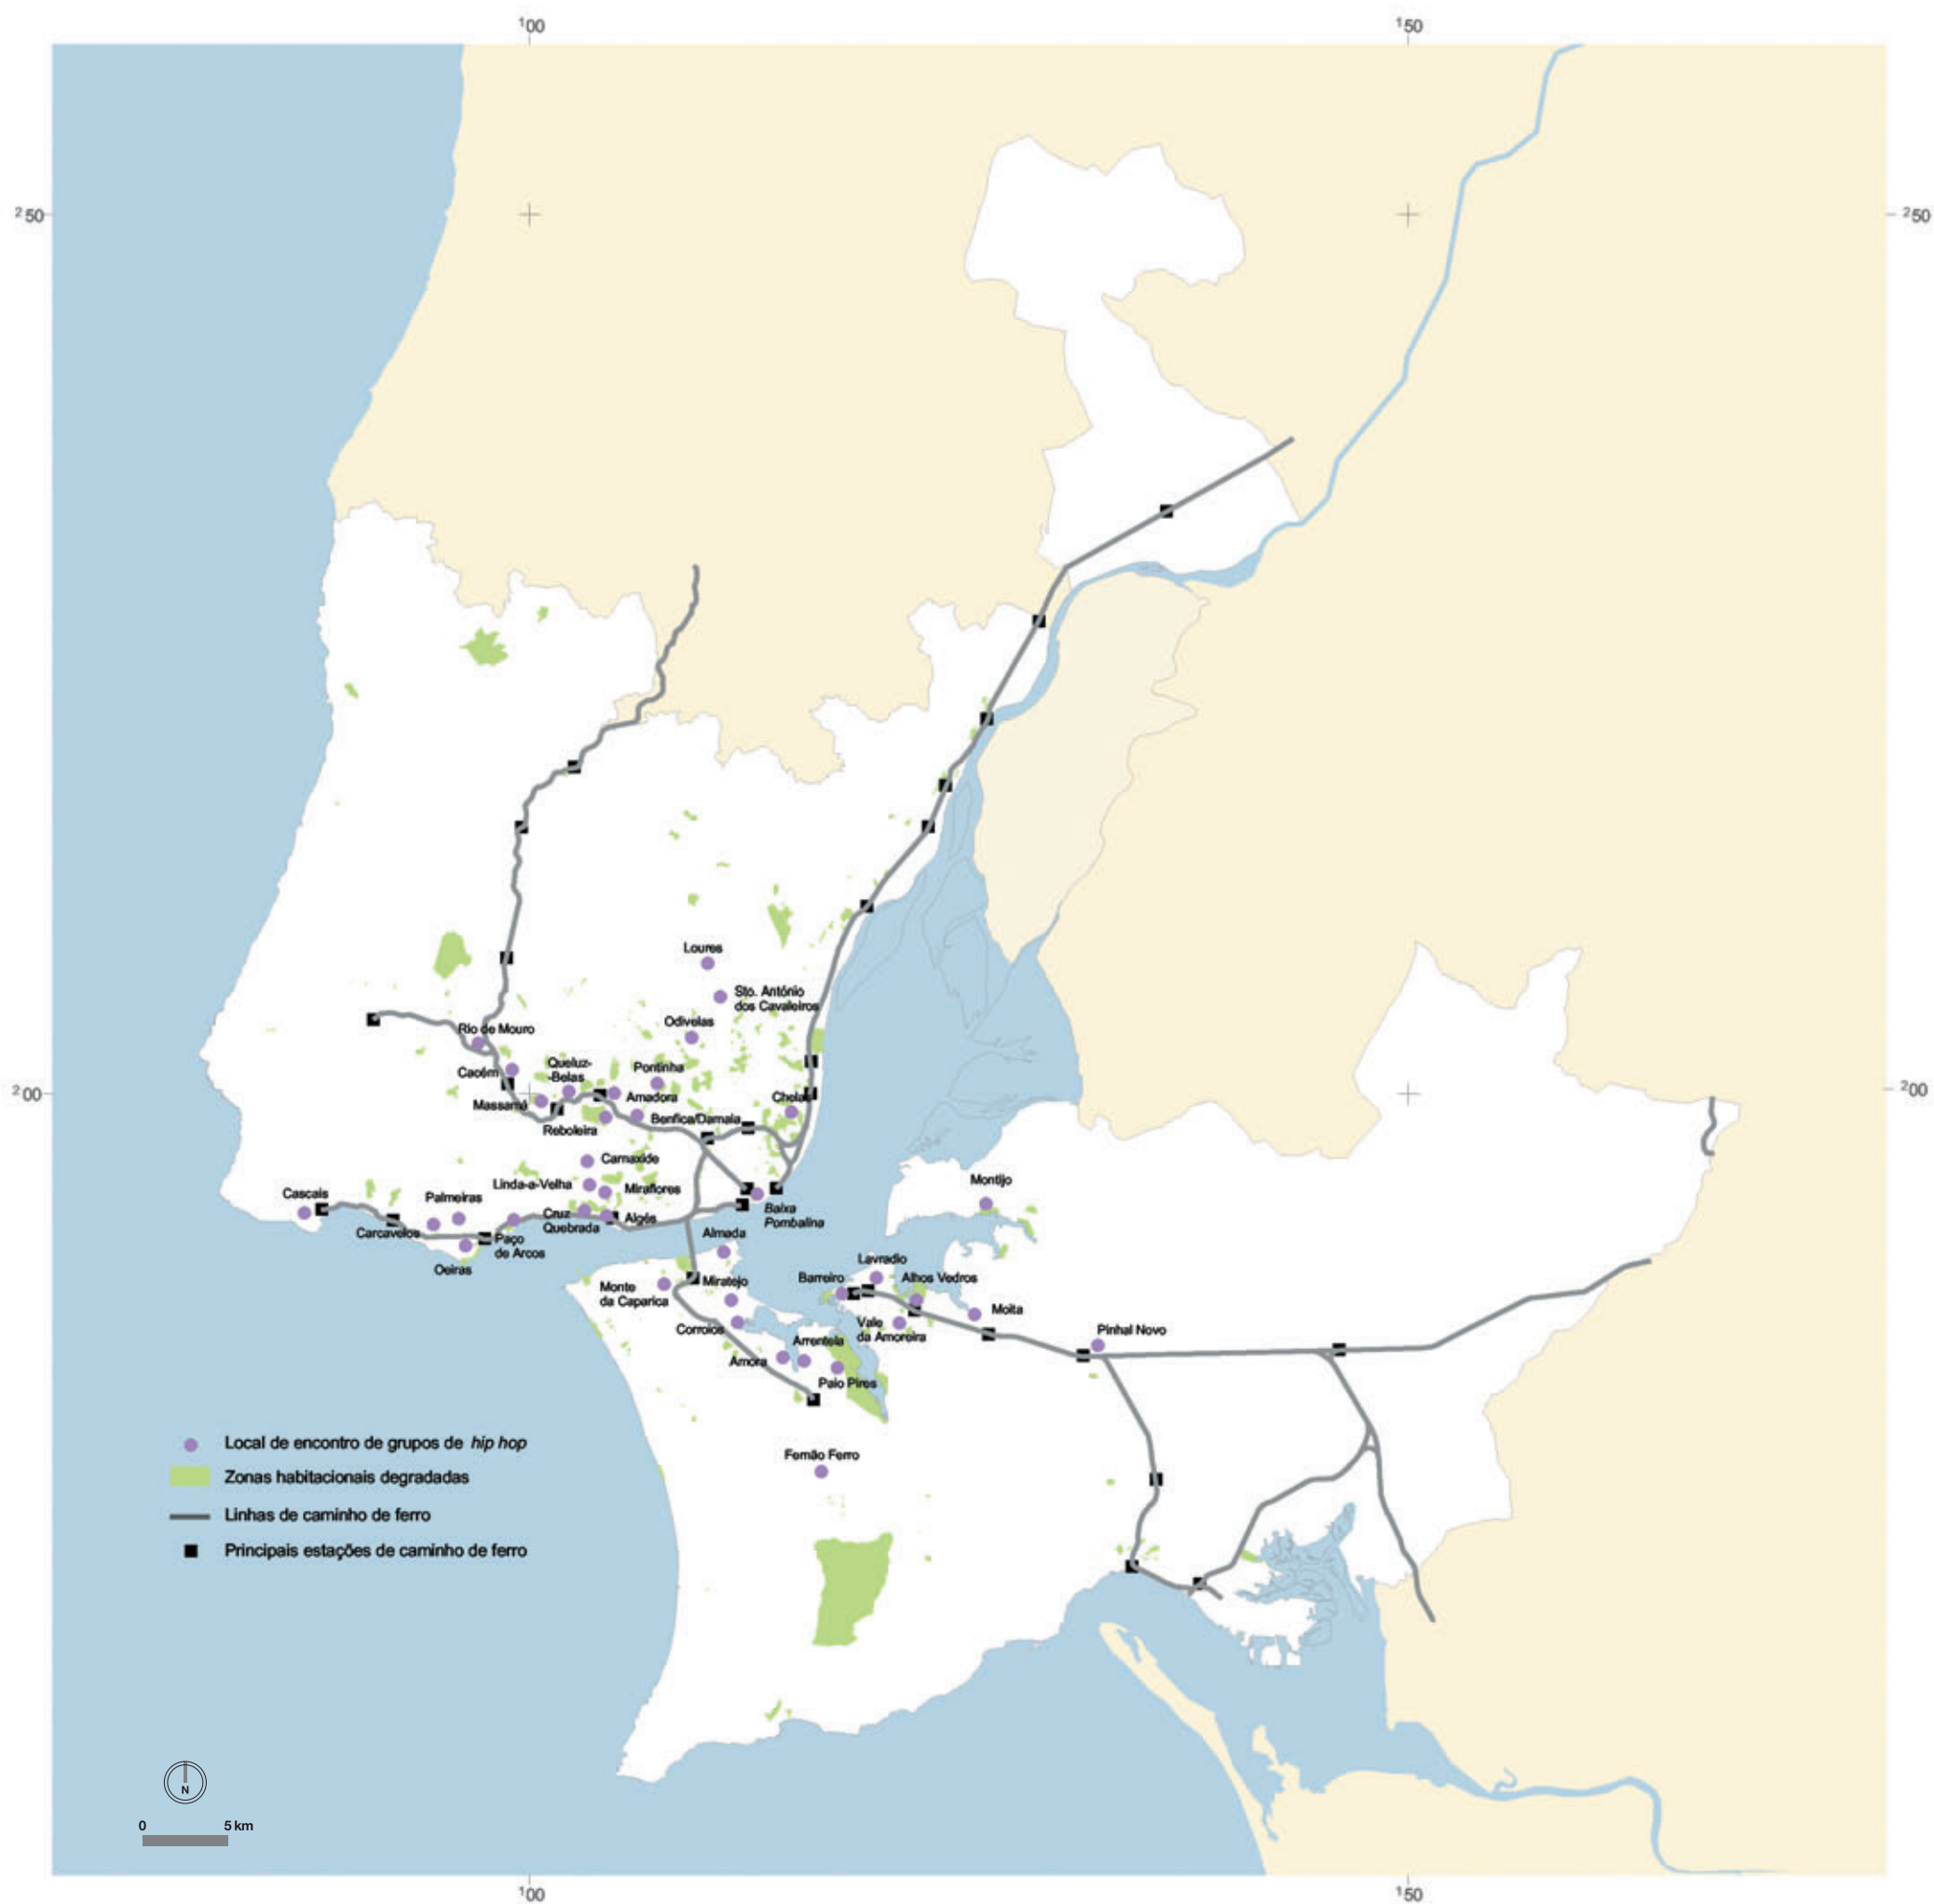 100
150
250
250
Loures
Sto. António
dos Cavaleiros
Odivelas
Rio de Mouro
Queluz-
-Belas
Pontinha
Cacém
200
200
Massamá
Amadora
Chelas
Benfica/Damaia
Reboleira
Carnaxide
Linda-a-Velha
Miraflores
Montijo
Cascais
Palmeiras
Cruz
Quebrada
Algés
Baixa
Pombalina
Carcavelos
Paço
de Arcos
Almada
Oeiras
Lavradio
Monte
da Caparica
Miratejo
Barreiro
Alhos Vedros
Moita
Corroios
Vale
da Amoreira
Pinhal Novo
Arrentela
Amora
Paio Pires
Local de encontro de grupos de hip hop
Fernão Ferro
Zonas habitacionais degradadas
Linhas de caminho de ferro
Principais estações de caminho de ferro
N
0 5 km
100
150